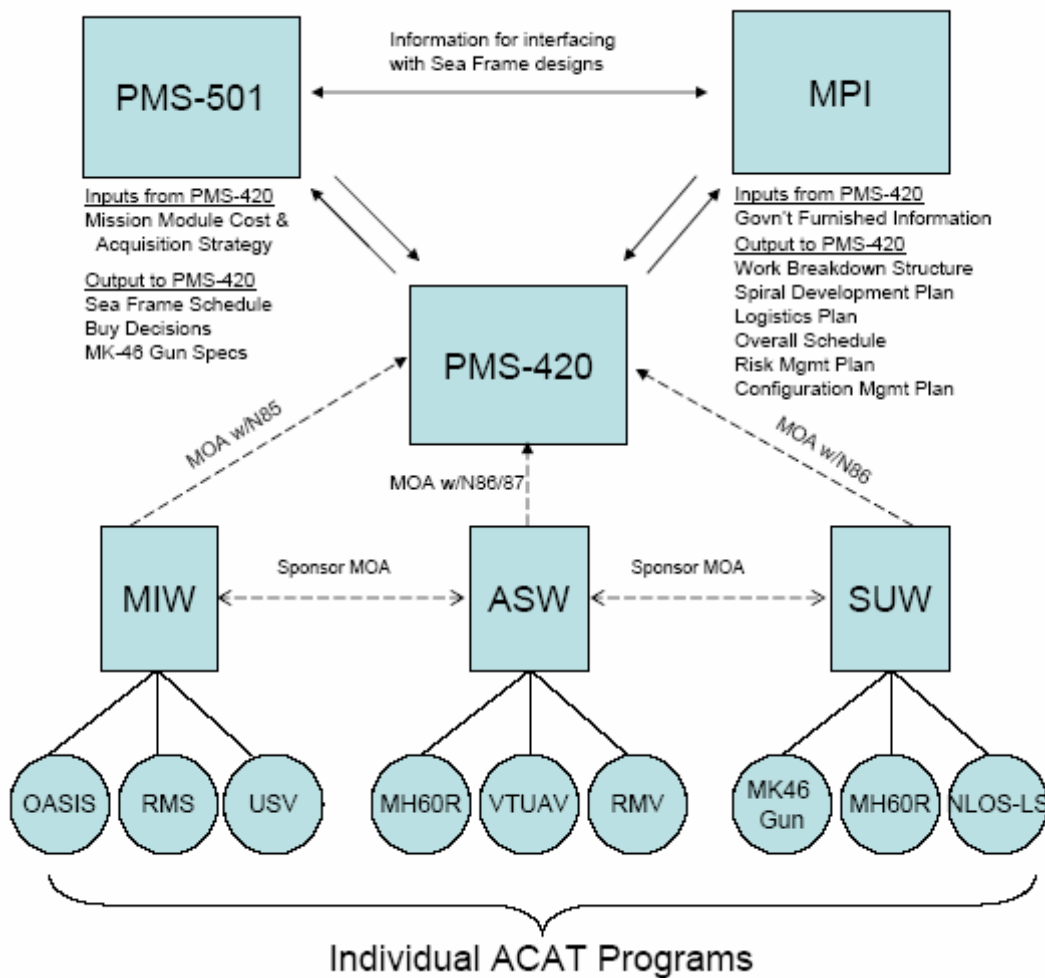 Information for interfacing
with Sea Frame designs
PMS-501
MPI
Inputs from PMS-420
Mission Module Cost &
Acquisition Strategy
Output to PMS-420
Sea Frame Schedule
Buy Decisions
MK-46 Gun Specs
Inputs from PMS-420
Govn't Furnished Information
Output to PMS-420
Work Breakdown Structure
Spiral Development Plan
Logistics Plan
Overall Schedule
Risk Mgmt Plan
Configuration Mgmt Plan
PMS-420
MOA w/N85
MOA w/N86/87
MOA w/N86
MIW
Sponsor MOA
ASW
Sponsor MOA
SUW
OASIS
RMS
USV
MH60R
VTUAV
RMV
MK46
Gun
MH60R
NLOS-LS
Individual ACAT Programs